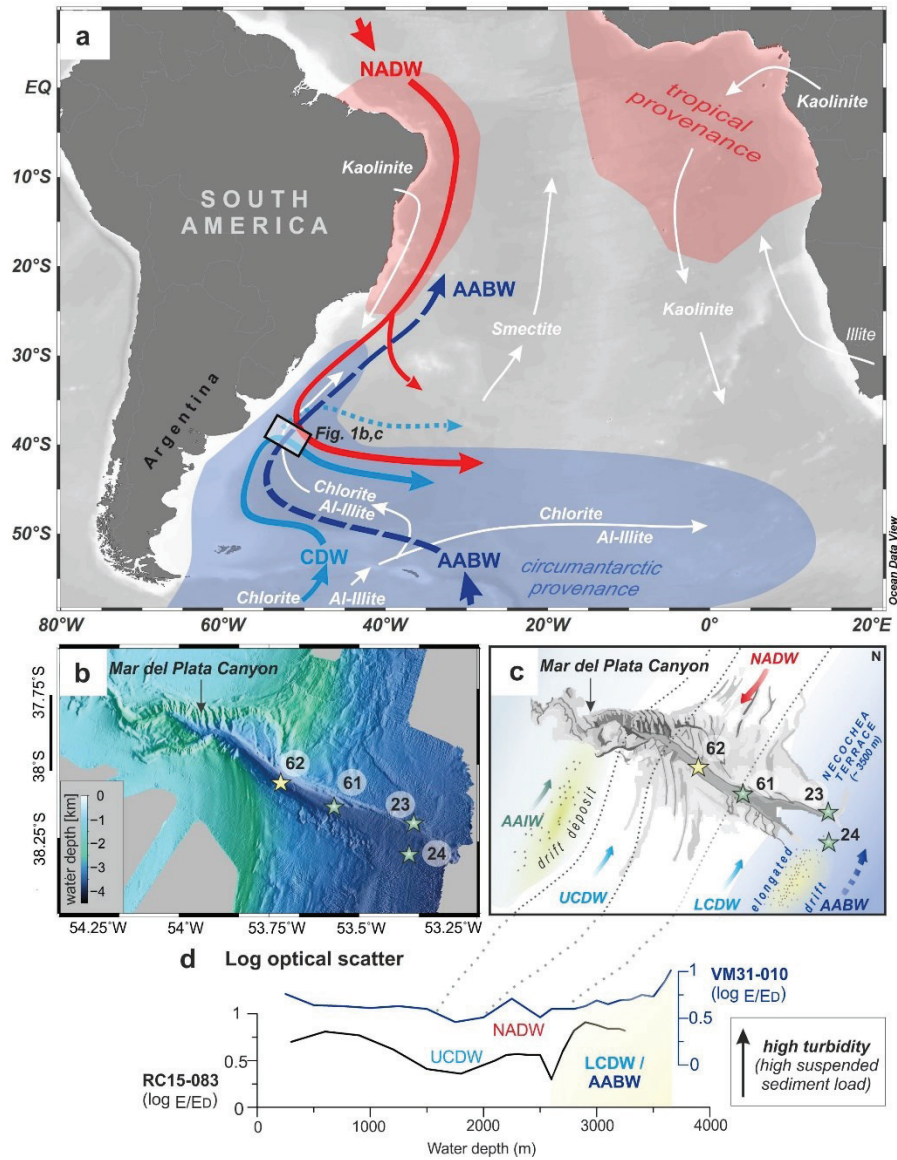 a
NADW
EQ
10°S
20°S
30°S
40°S
50°S
Kaolinite
SOUTH
AMERICA
tropical
provenance
Kaolinite
AABW
Smectite
Kaolinite
Illite
Argentina
Fig. 1b,c
Chlorite
Al-Illite
Chlorite
Al-Illite
CDW
AABW
circumantarctic
provenance
Chlorite
Al-Illite
Ocean Data View
80°W
60°W
40°W
20°W
0°
20°E
b
Mar del Plata Canyon
37.75°S
38°S
38.25°S
62
61
23
24
water depth [km]
0
−1
−2
−3
−4
54.25°W
54°W
53.75°W
53.5°W
53.25°W
c
Mar del Plata Canyon
NADW
N
62
61
23
24
NECOCHEA
TERRACE
(~ 3500 m)
AAIW
drift deposit
UCDW
LCDW
elongated
drift
AABW
d Log optical scatter
VM31-010
(log E/ED)
1
0.5
0
RC15-083
(log E/ED)
1
0.5
0
UCDW
NADW
LCDW /
AABW
0
1000
2000
3000
4000
Water depth (m)
high turbidity
(high suspended
sediment load)